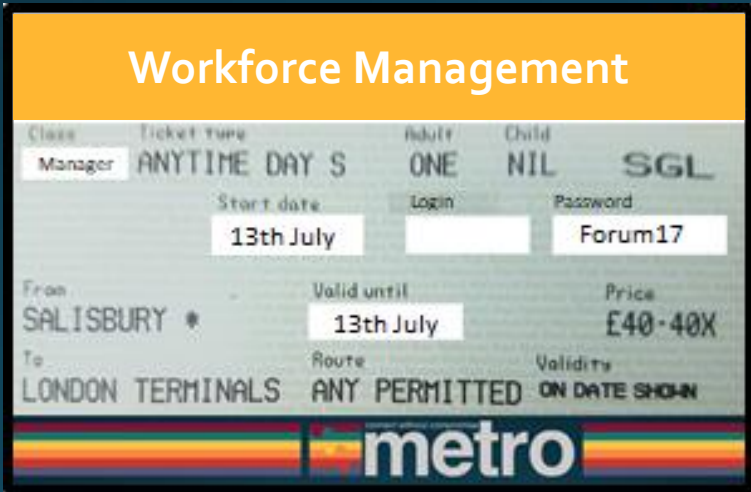 Workforce Management
Class Ticket type Adult Child
Manager ANYTIME DAY S ONE NIL SGL
Start date Login Password
13th July Forum17
From Valid until Price
SALISBURY * 13th July £40·40X
To Route Validity
LONDON TERMINALS ANY PERMITTED ON DATE SHOWN
metro